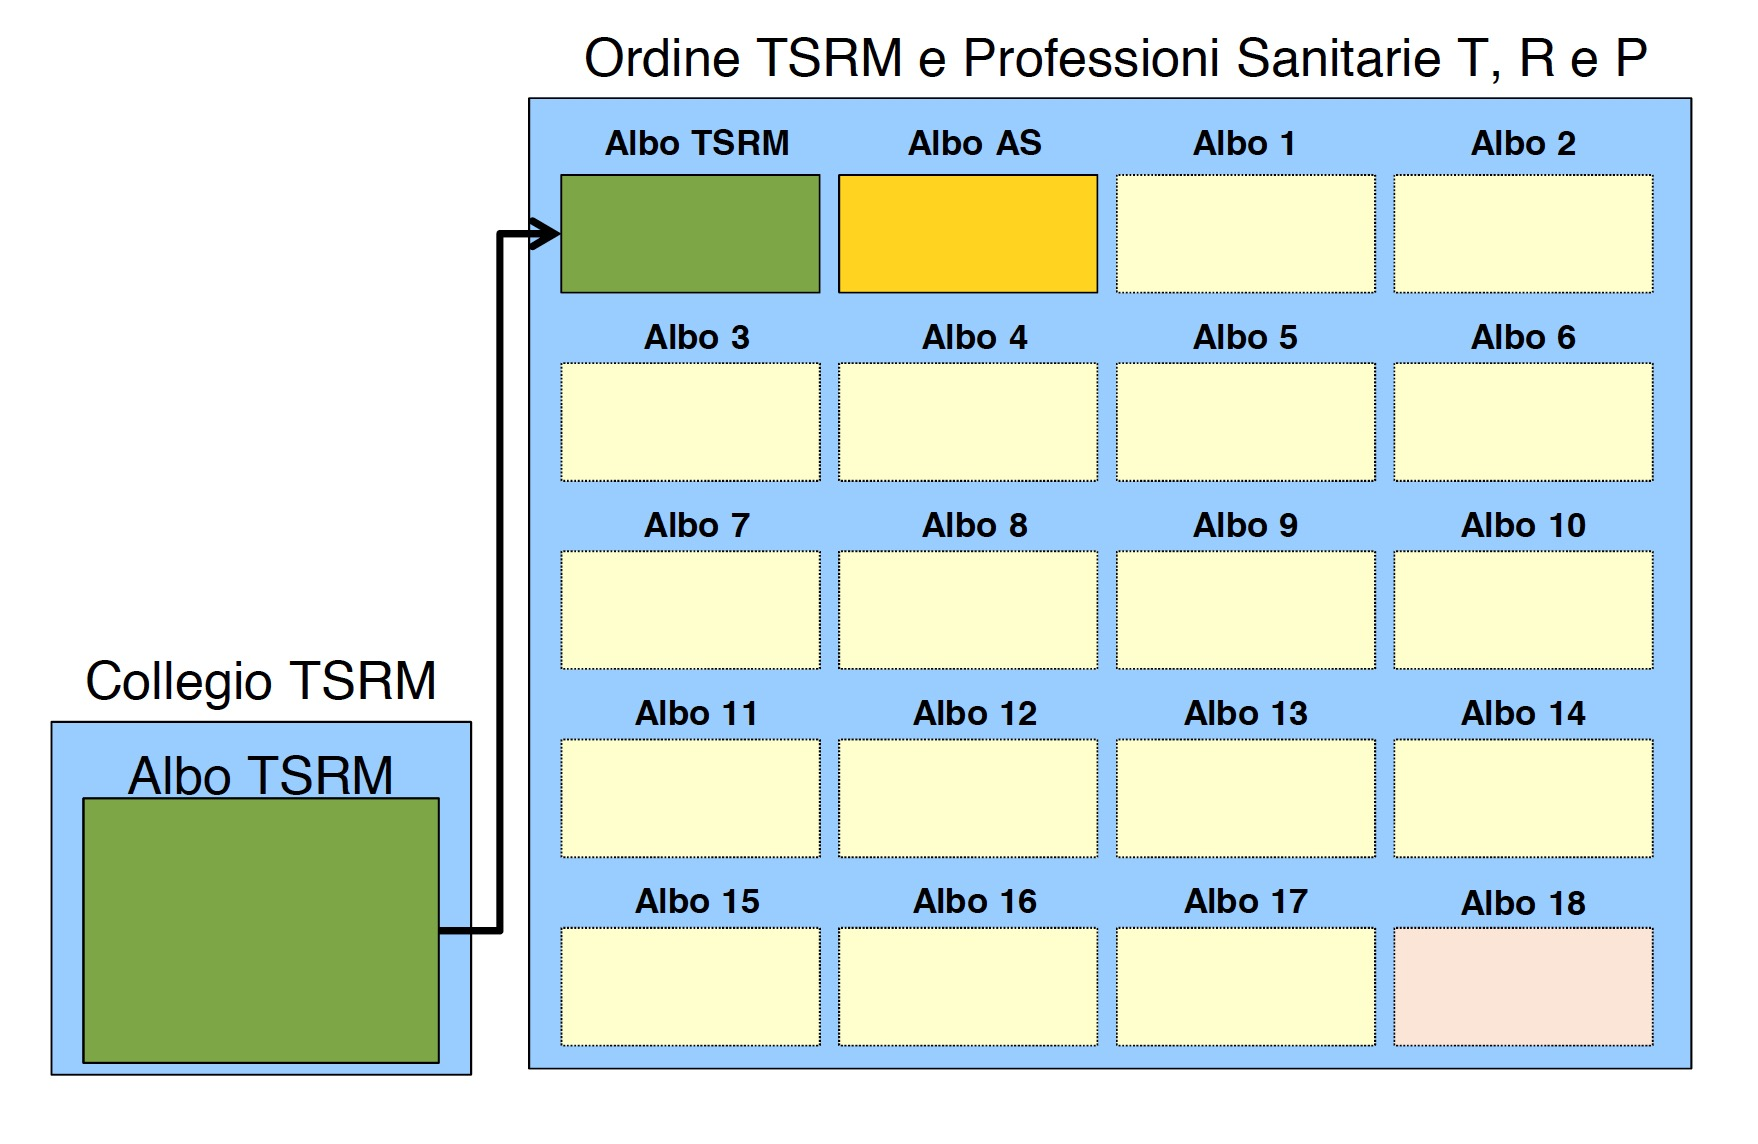 Ordine TSRM e Professioni Sanitarie T, R e P
Albo TSRM
Albo AS
Albo 1
Albo 2
Albo 3
Albo 4
Albo 5
Albo 6
Albo 7
Albo 8
Albo 9
Albo 10
Albo 11
Albo 12
Albo 13
Albo 14
Albo 15
Albo 16
Albo 17
Albo 18
Collegio TSRM
Albo TSRM